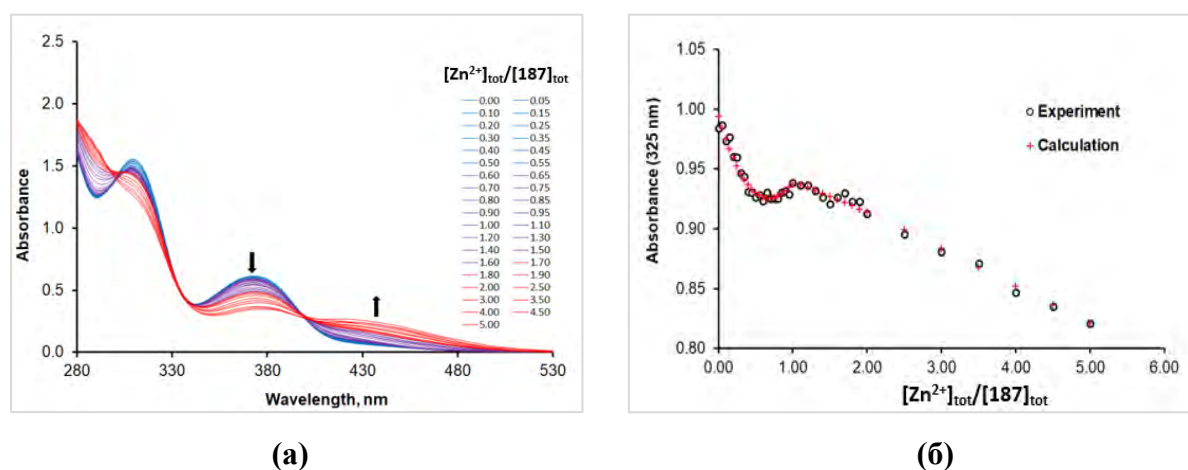 2.5
2.0
1.5
1.0
0.5
0.0
Absorbance
280 330 380 430 480 530
Wavelength, nm
[Zn²⁺]tot/[187]tot
0.00 0.05
0.10 0.15
0.20 0.25
0.30 0.35
0.40 0.45
0.50 0.55
0.60 0.65
0.70 0.75
0.80 0.85
0.90 0.95
1.00 1.10
1.20 1.30
1.40 1.50
1.60 1.70
1.80 1.90
2.00 2.50
3.00 3.50
4.00 4.50
5.00
(а)
1.05
1.00
0.95
0.90
0.85
0.80
Absorbance (325 nm)
0.00 1.00 2.00 3.00 4.00 5.00 6.00
[Zn²⁺]tot/[187]tot
Experiment
Calculation
(б)